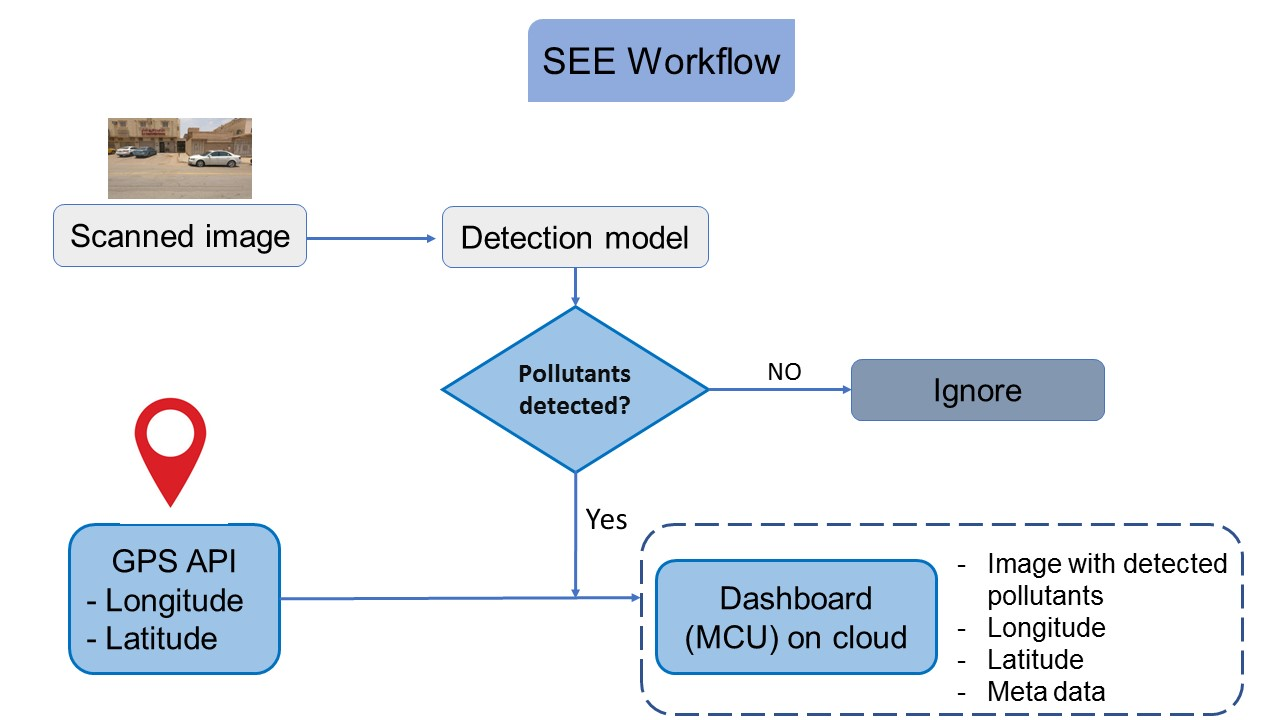 SEE Workflow
Scanned image
Detection model
Pollutants
detected?
NO
Ignore
Yes
GPS API
- Longitude
- Latitude
Dashboard
(MCU) on cloud
- Image with detected
pollutants
- Longitude
- Latitude
- Meta data